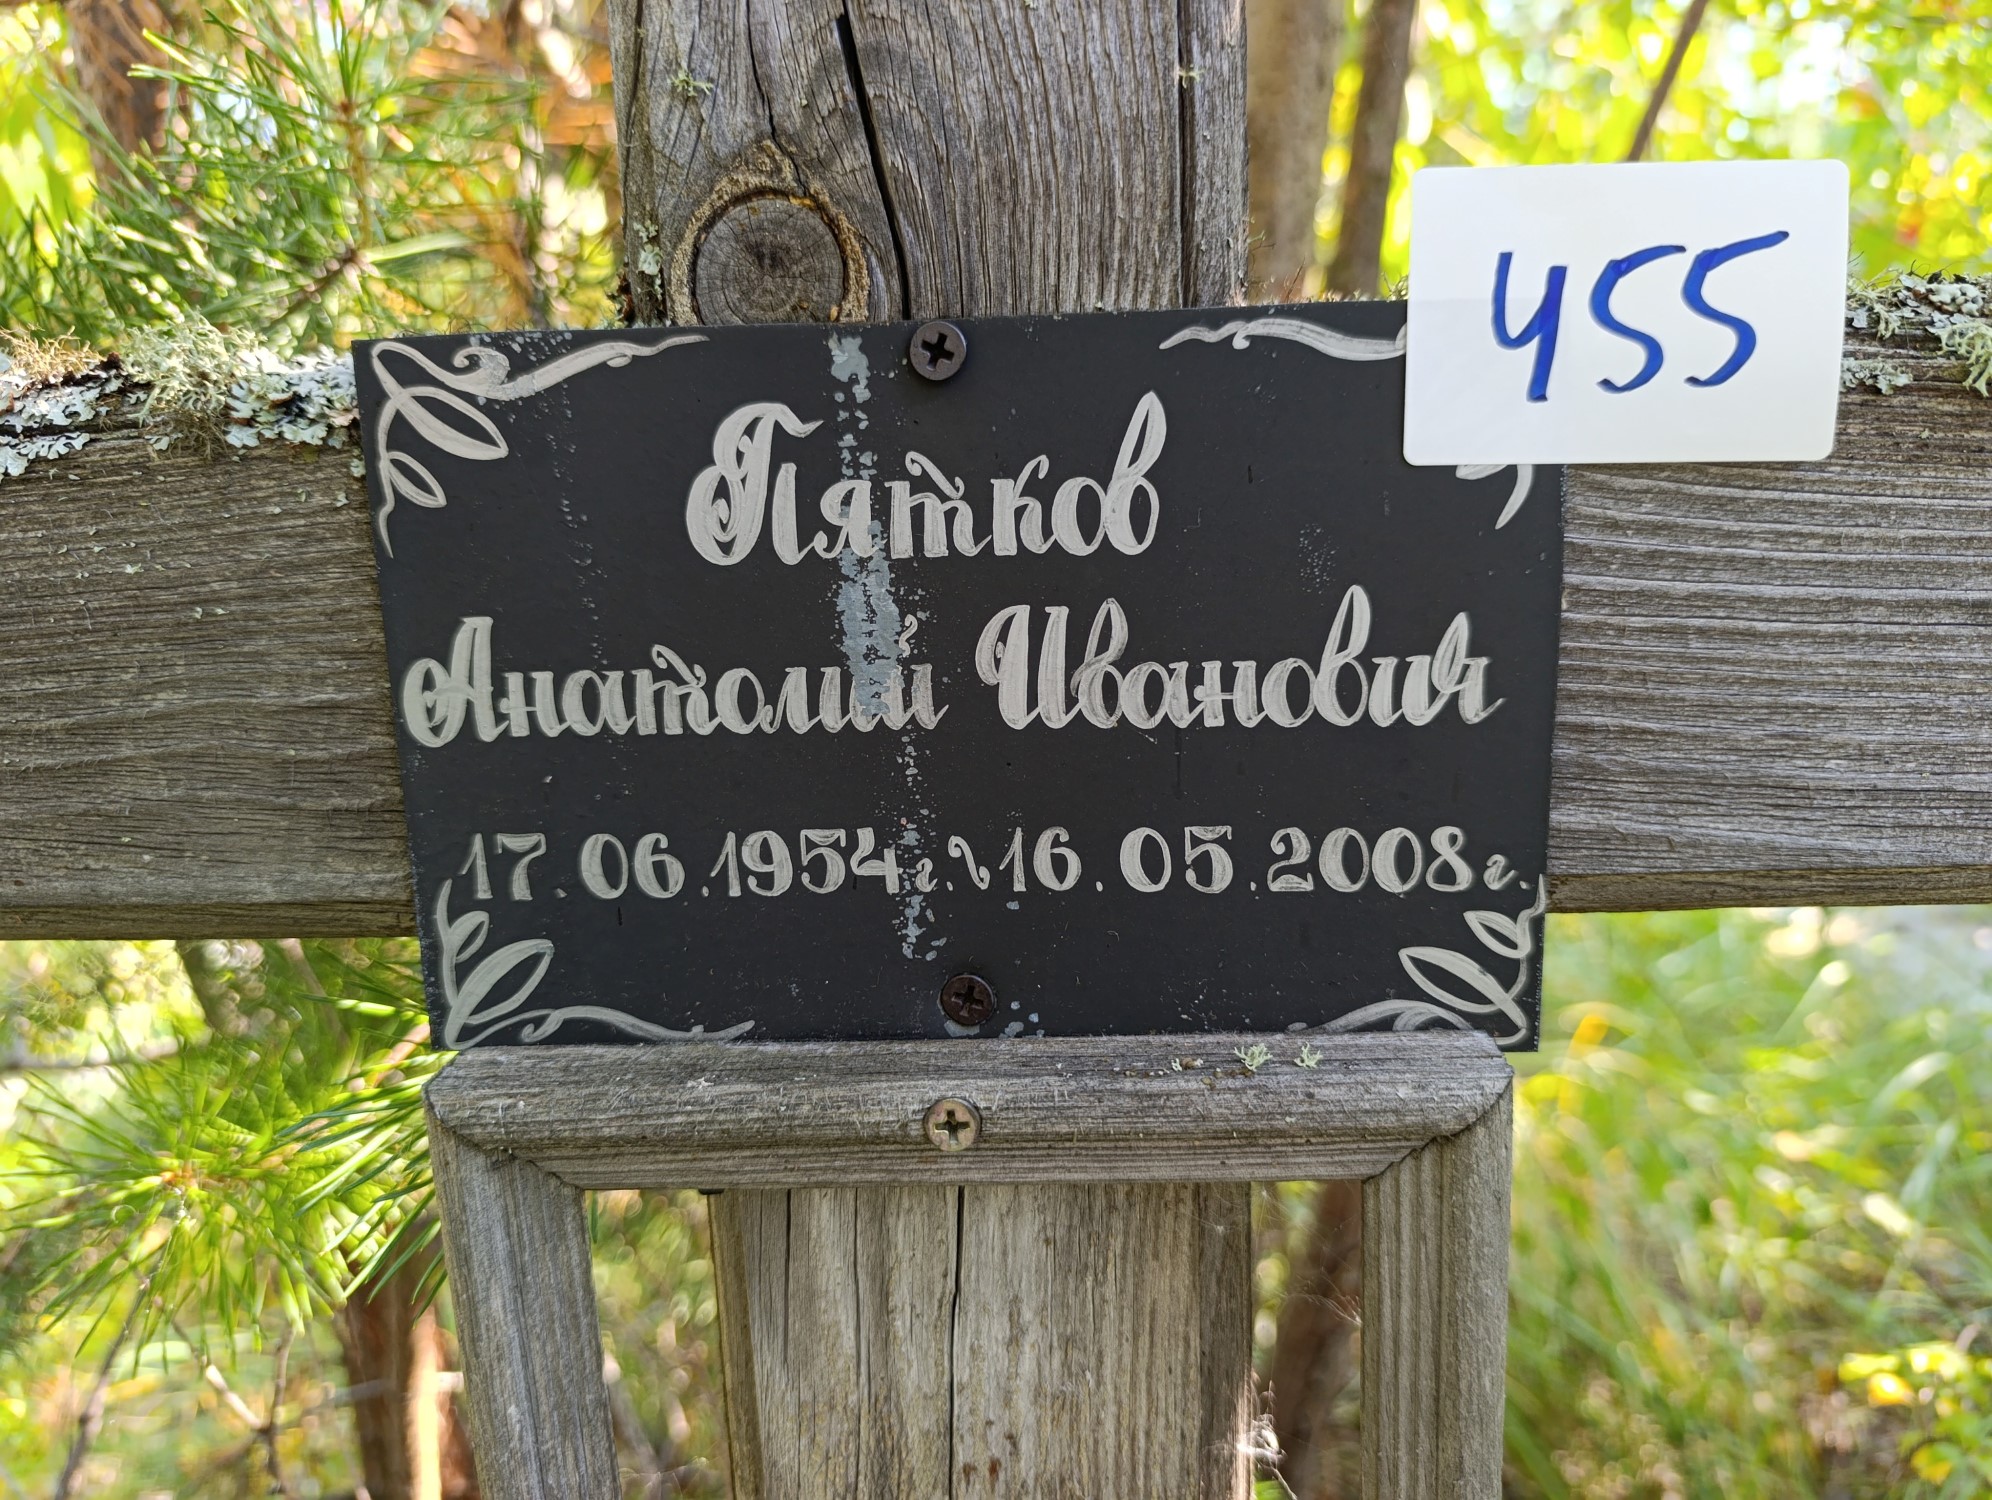 455
Пятков
Анатолий Иванович
17.06.1954г. 16.05.2008г.